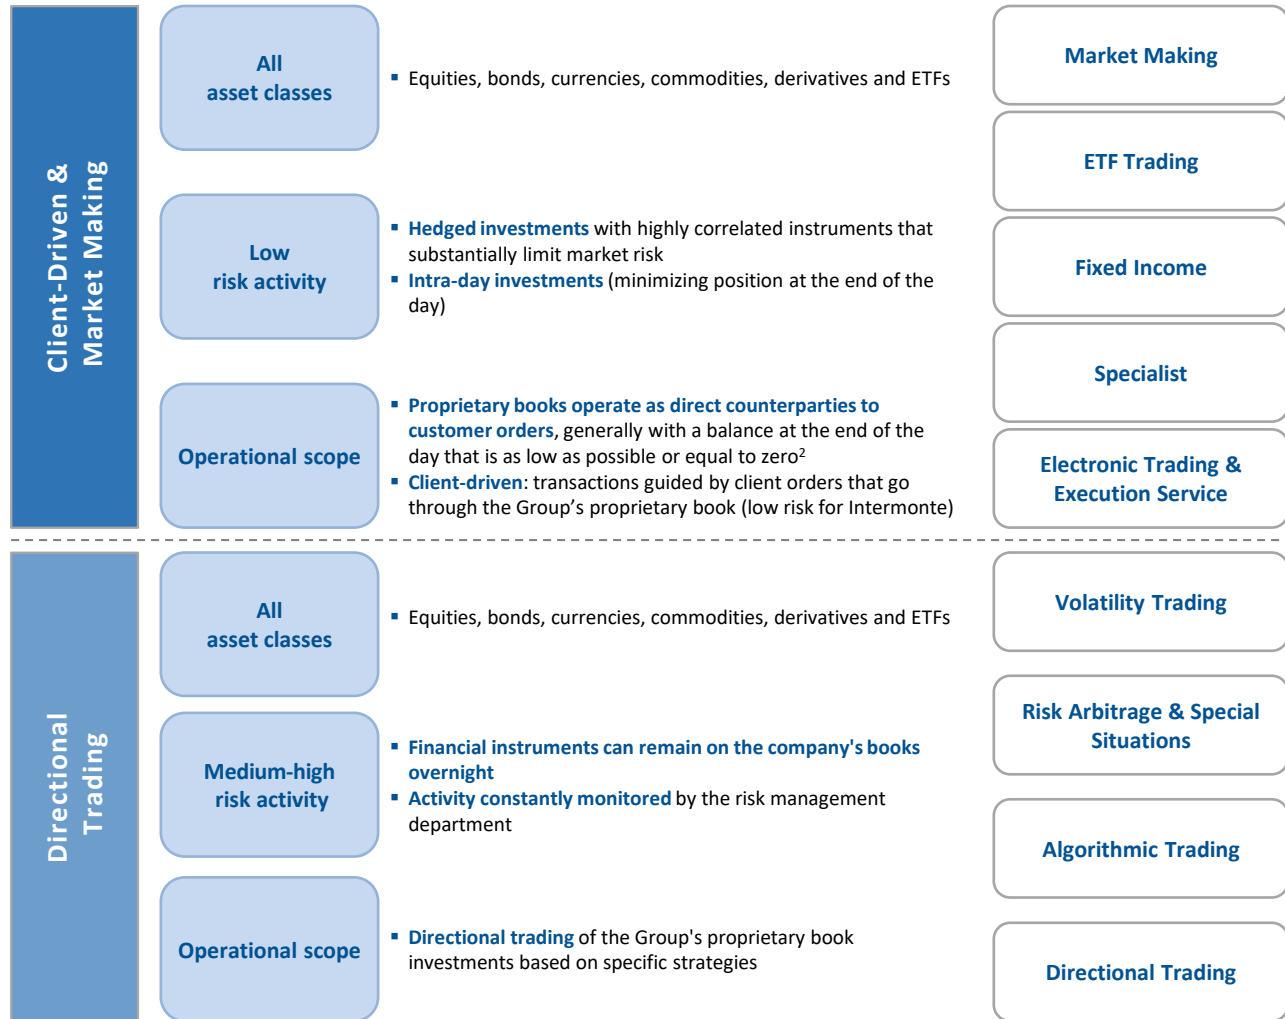 Client-Driven &
Market Making
All
asset classes
▪ Equities, bonds, currencies, commodities, derivatives and ETFs
Low
risk activity
▪ Hedged investments with highly correlated instruments that
substantially limit market risk
▪ Intra-day investments (minimizing position at the end of the
day)
Operational scope
▪ Proprietary books operate as direct counterparties to
customer orders, generally with a balance at the end of the
day that is as low as possible or equal to zero²
▪ Client-driven: transactions guided by client orders that go
through the Group’s proprietary book (low risk for Intermonte)
Market Making
ETF Trading
Fixed Income
Specialist
Electronic Trading &
Execution Service
Directional
Trading
All
asset classes
▪ Equities, bonds, currencies, commodities, derivatives and ETFs
Medium-high
risk activity
▪ Financial instruments can remain on the company's books
overnight
▪ Activity constantly monitored by the risk management
department
Operational scope
▪ Directional trading of the Group's proprietary book
investments based on specific strategies
Volatility Trading
Risk Arbitrage & Special
Situations
Algorithmic Trading
Directional Trading